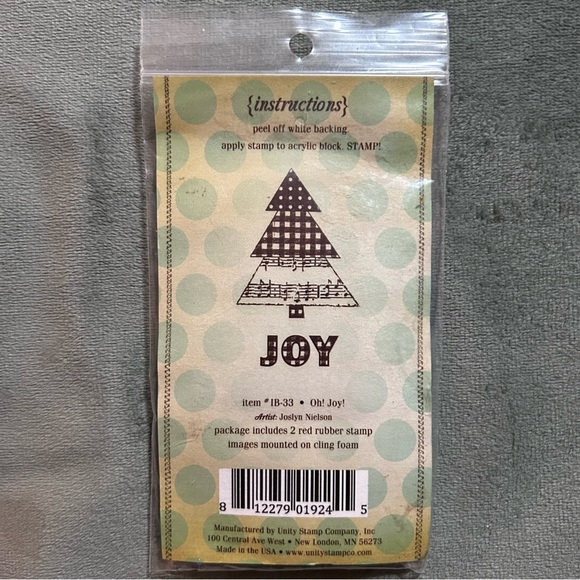 {instructions}
peel off white backing.
apply stamp to acrylic block. STAMP!
JOY
item # IB-33 • Oh! Joy!
Artist: Joslyn Nielson
package includes 2 red rubber stamp
images mounted on cling foam
8 12279 01924 5
Manufactured by Unity Stamp Company, Inc
100 Central Ave West • New London, MN 56273
Made in the USA • www.unitystampco.com